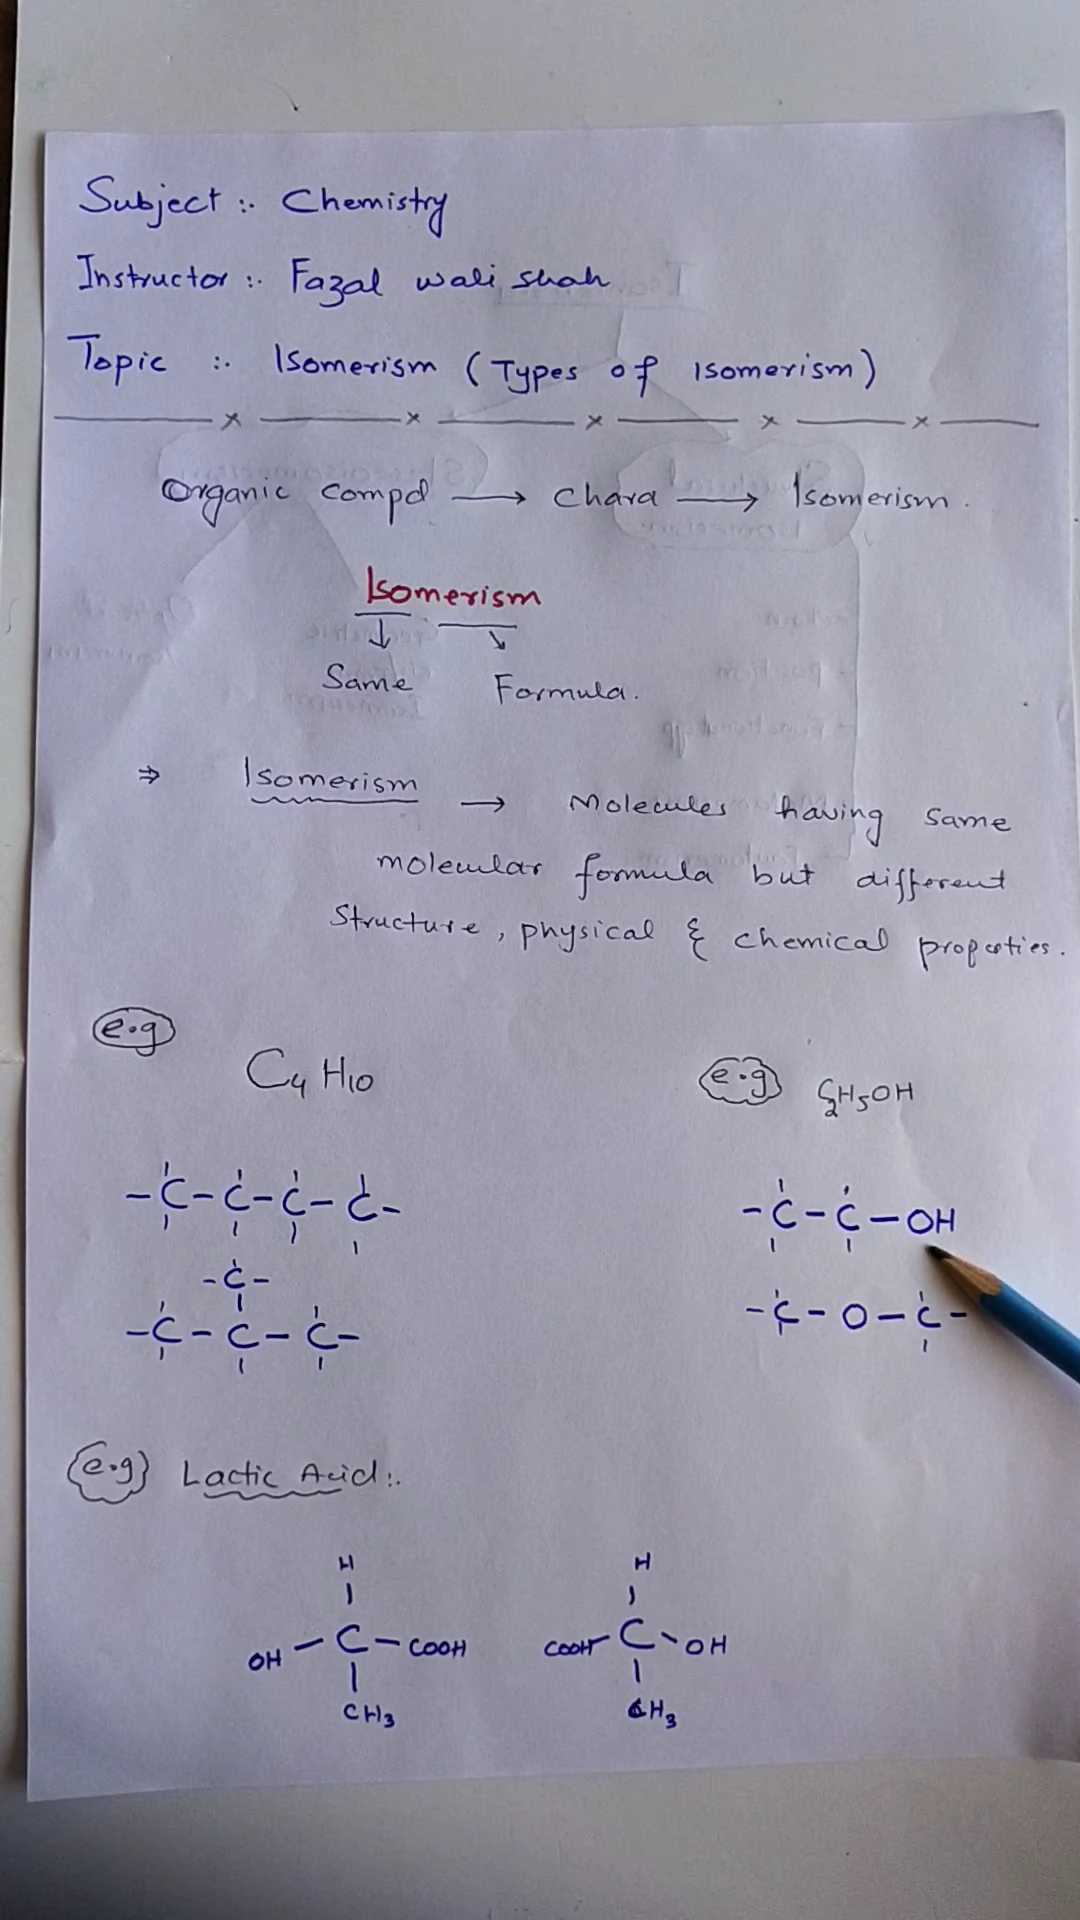 Subject :. Chemistry
Instructor :. Fazal wali shah
Topic :. Isomerism (Types of isomerism)
Organic compd → Chara → Isomerism.
Isomerism
Same Formula.
⇒ Isomerism → Molecules having same
molecular formula but different
Structure, physical & chemical properties.
e.g
C4H10
e.g C2H5OH
-C-C-C-C-
-C-C-OH
-C-
-C-C-C-
-C-O-C-
e.g Lactic Acid:.
H H
OH-C-COOH COOH-C-OH
CH3 CH3